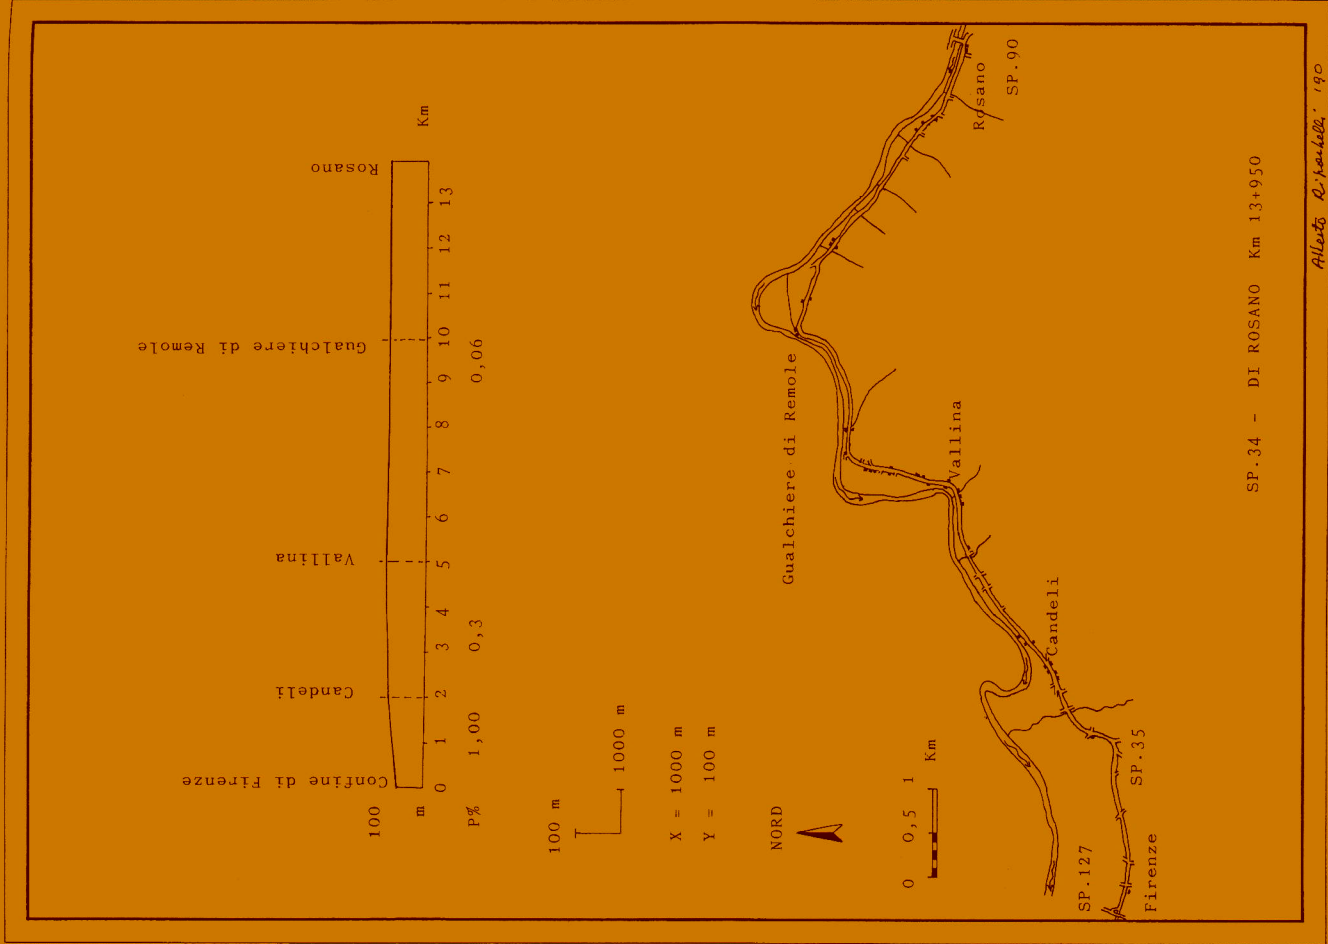 Confine di Firenze
Candeli
Vallina
Gualchiere di Remole
Rosano
100
m
0 1 2 3 4 5 6 7 8 9 10 11 12 13
Km
P%
1,00
0,3
0,06
100 m
1000 m
X = 1000 m
Y = 100 m
NORD
0 0,5 1
Km
Gualchiere di Remole
Vallina
Candeli
Rosano
SP.90
SP.35
SP.127
Firenze
SP.34 - DI ROSANO Km 13+950
Alberto
'90